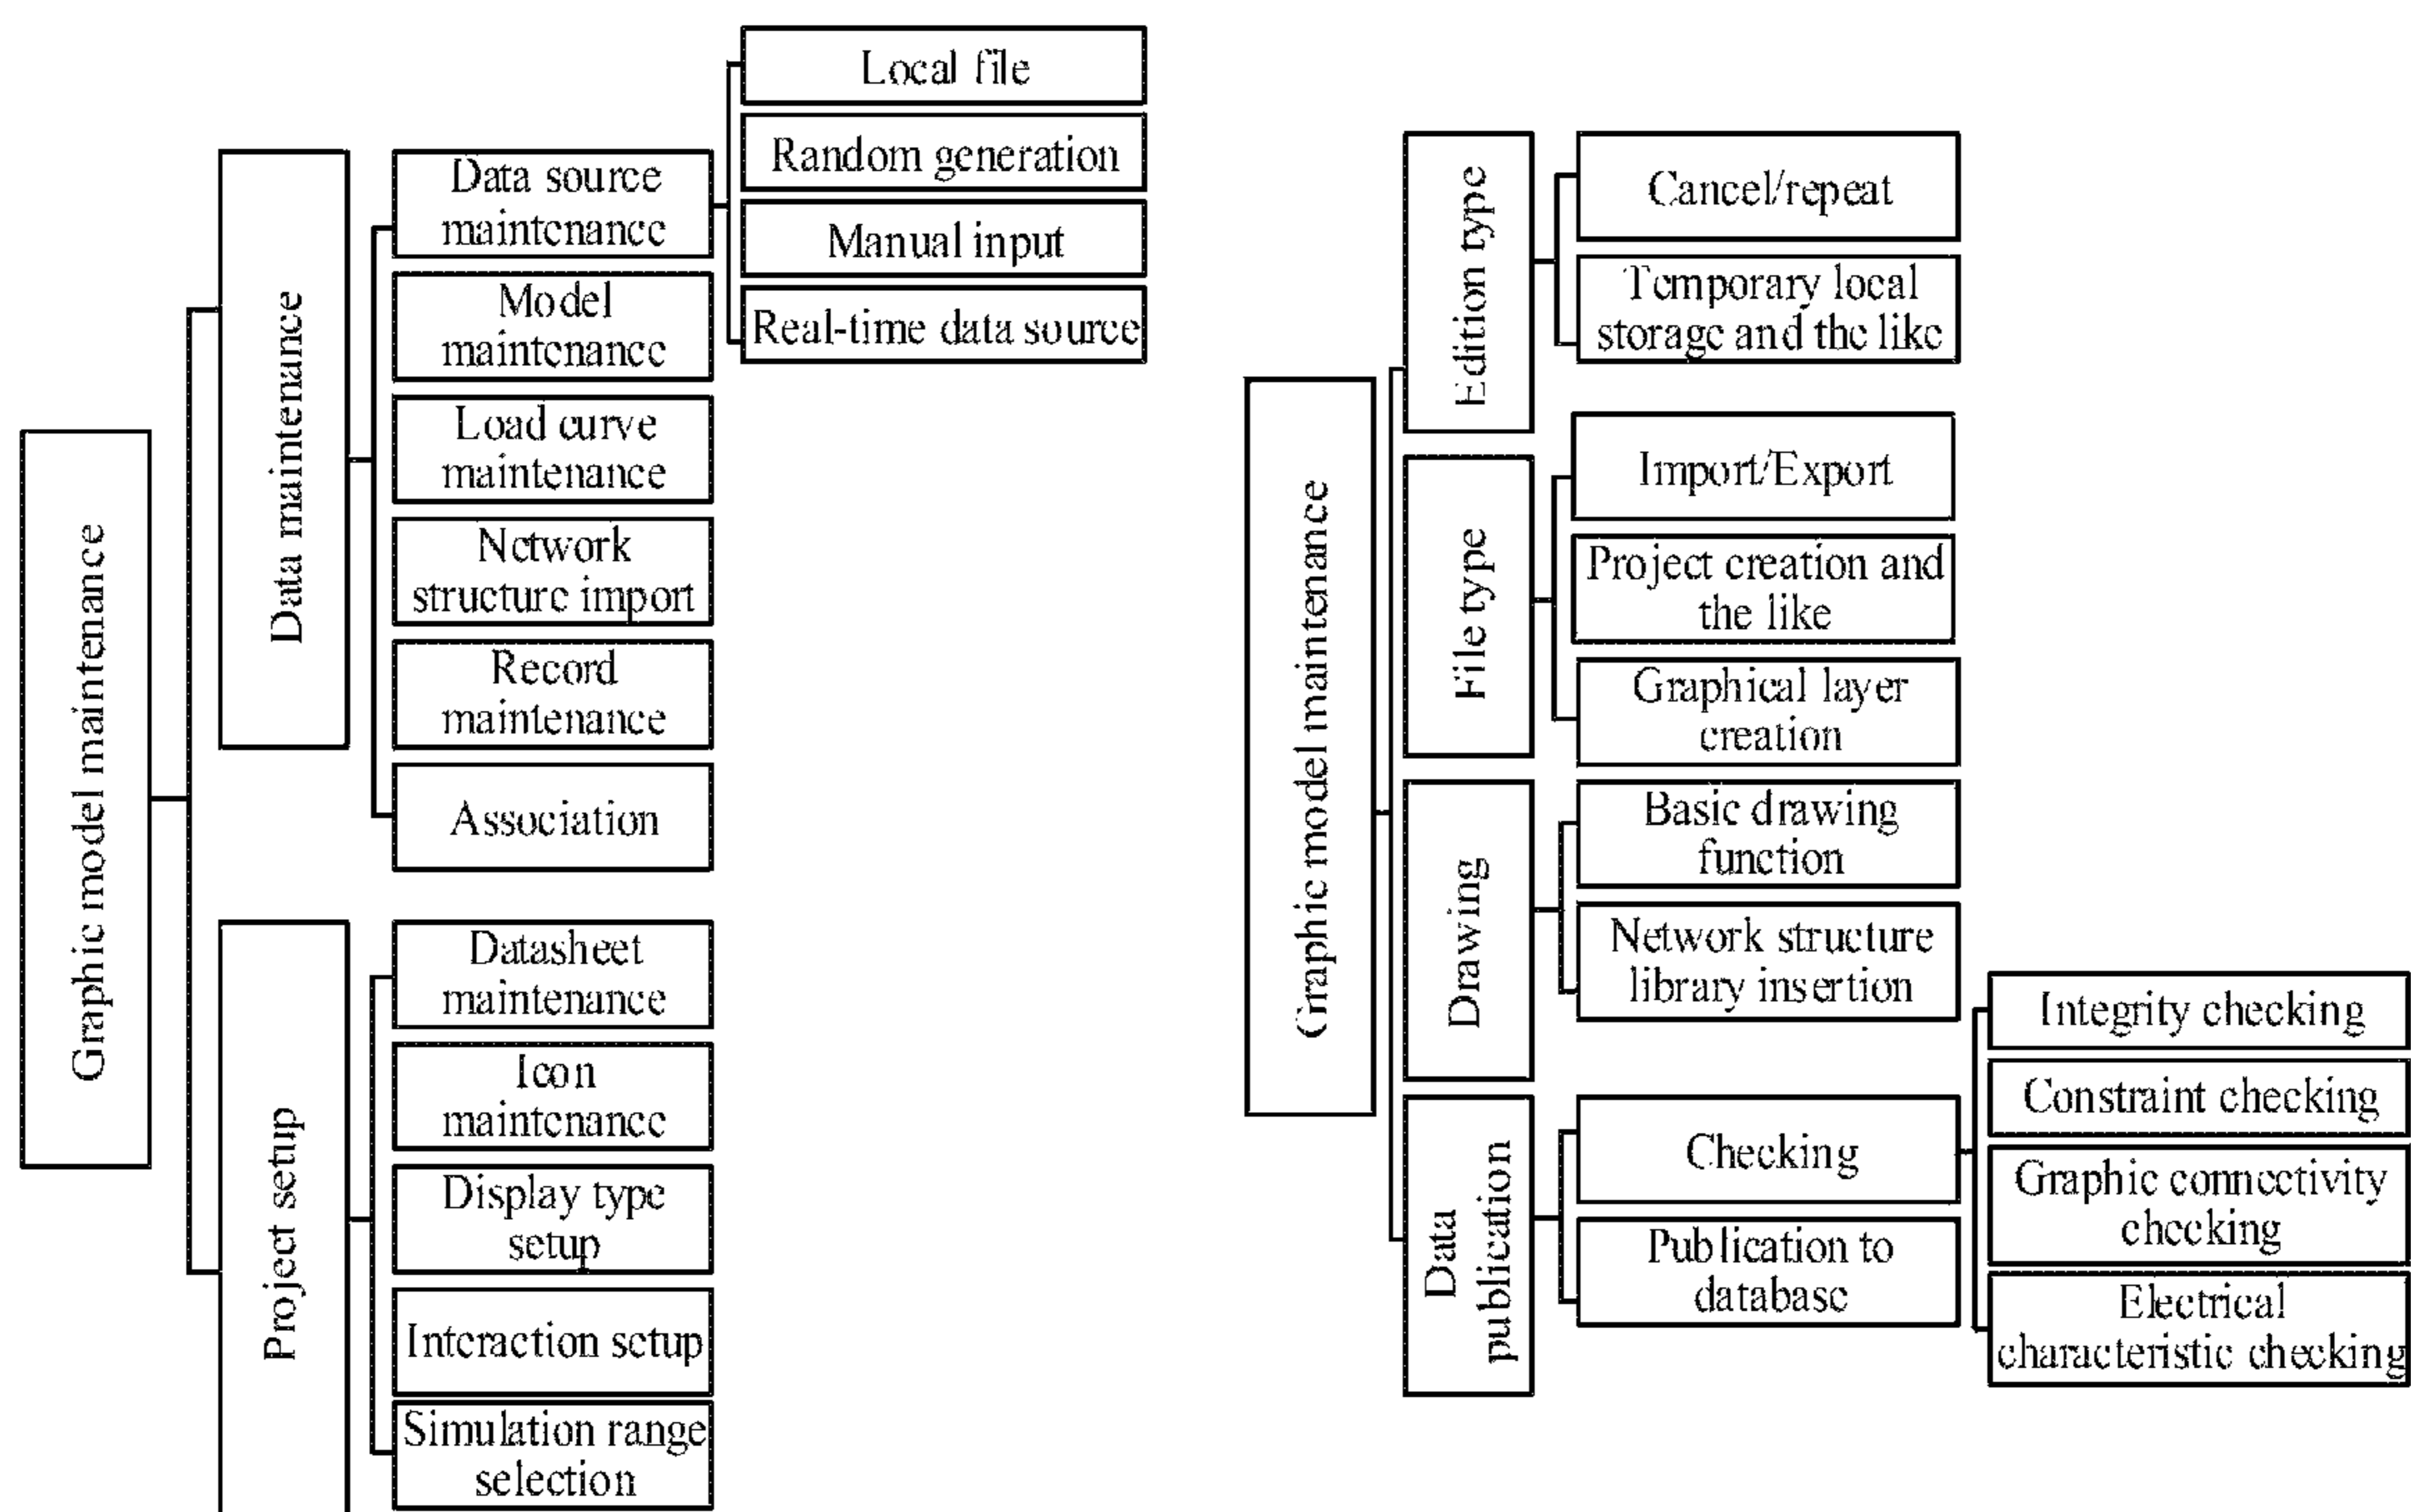 Graphic model maintenance
Data maintenance
Data source
maintenance
Local file
Random generation
Manual input
Real-time data source
Model
maintenance
Load curve
maintenance
Network
structure import
Record
maintenance
Association
Project setup
Datasheet
maintenance
Icon
maintenance
Display type
setup
Interaction setup
Simulation range
selection
Graphic model maintenance
Edition type
Cancel/repeat
Temporary local
storage and the like
File type
Import/Export
Project creation and
the like
Graphical layer
creation
Drawing
Basic drawing
function
Network structure
library insertion
Data
publication
Checking
Integrity checking
Constraint checking
Graphic connectivity
checking
Electrical
characteristic checking
Publication to
database